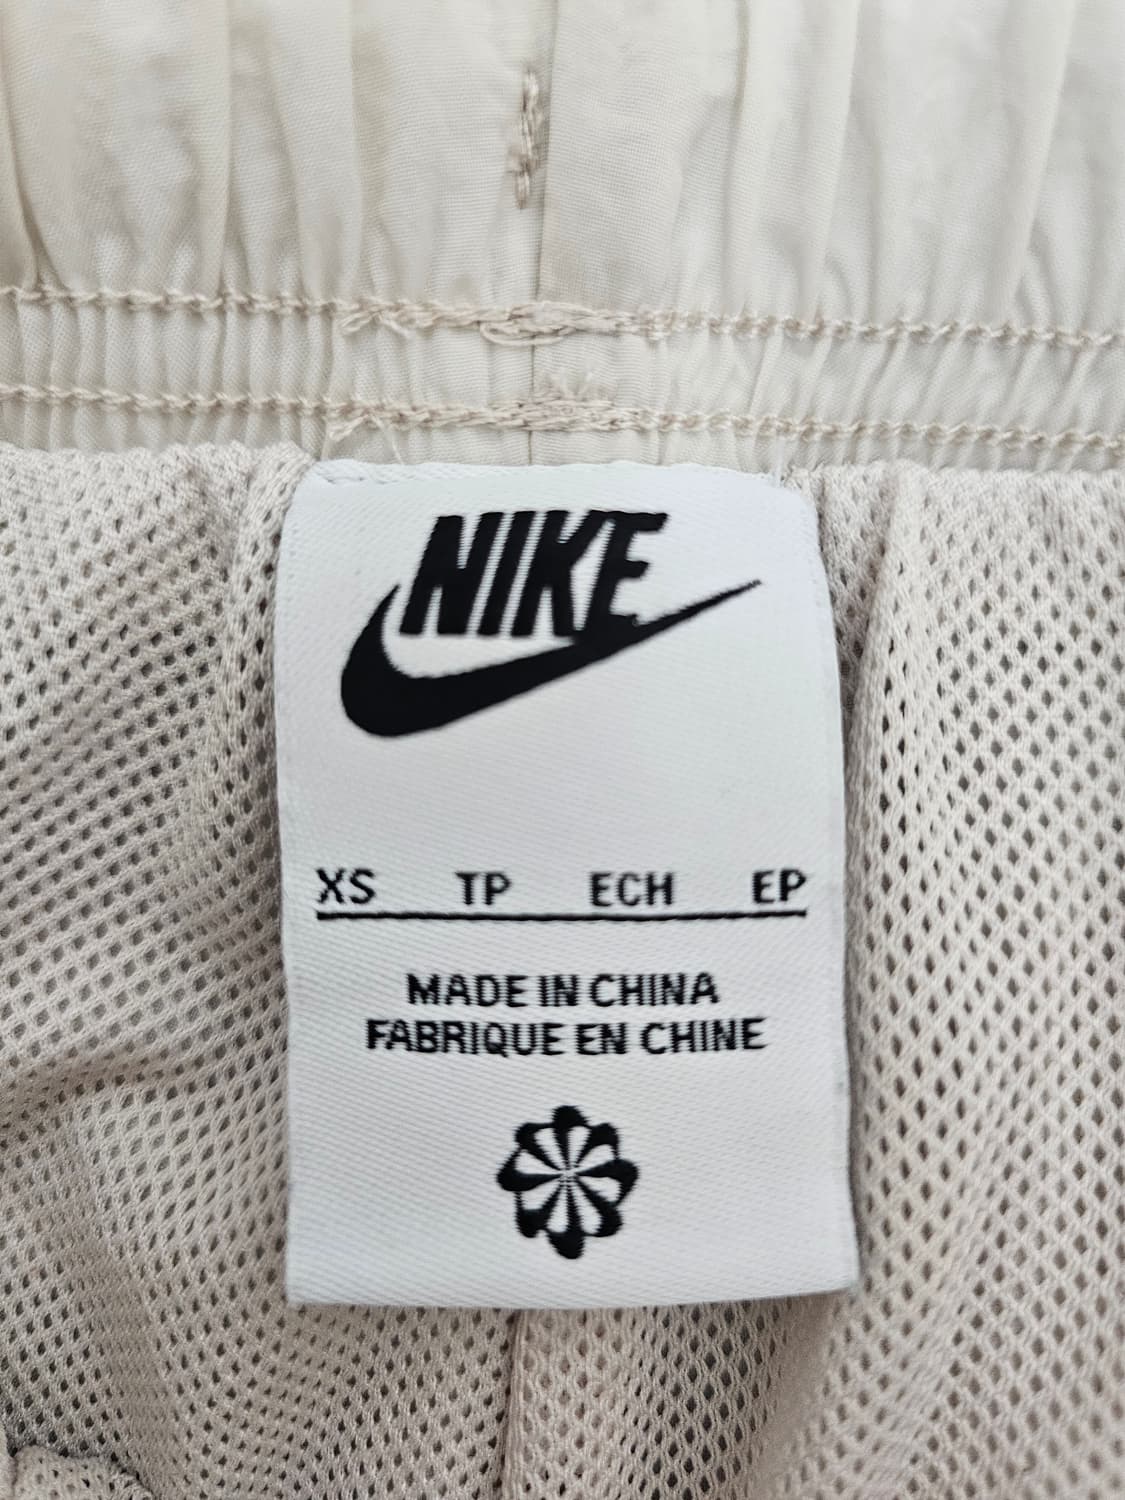 NIKE
XS TP ECH EP
MADE IN CHINA
FABRIQUE EN CHINE